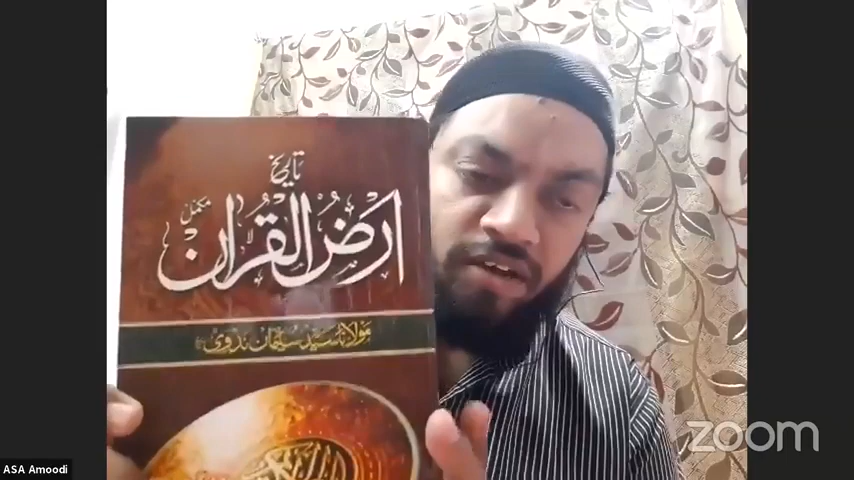 تاریخ
ارض القرآن
مکمل
مولانا سید سلیمان ندوی
zoom
ASA Amoodi